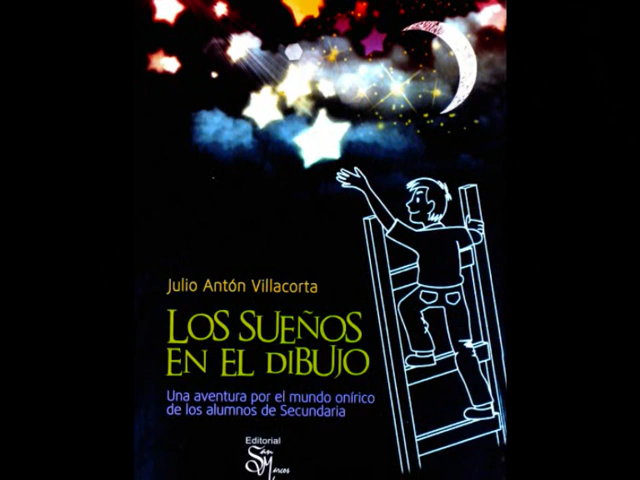 Julio Antón Villacorta
LOS SUEÑOS
EN EL DIBUJO
Una aventura por el mundo onírico
de los alumnos de Secundaria
Editorial
San
Marcos